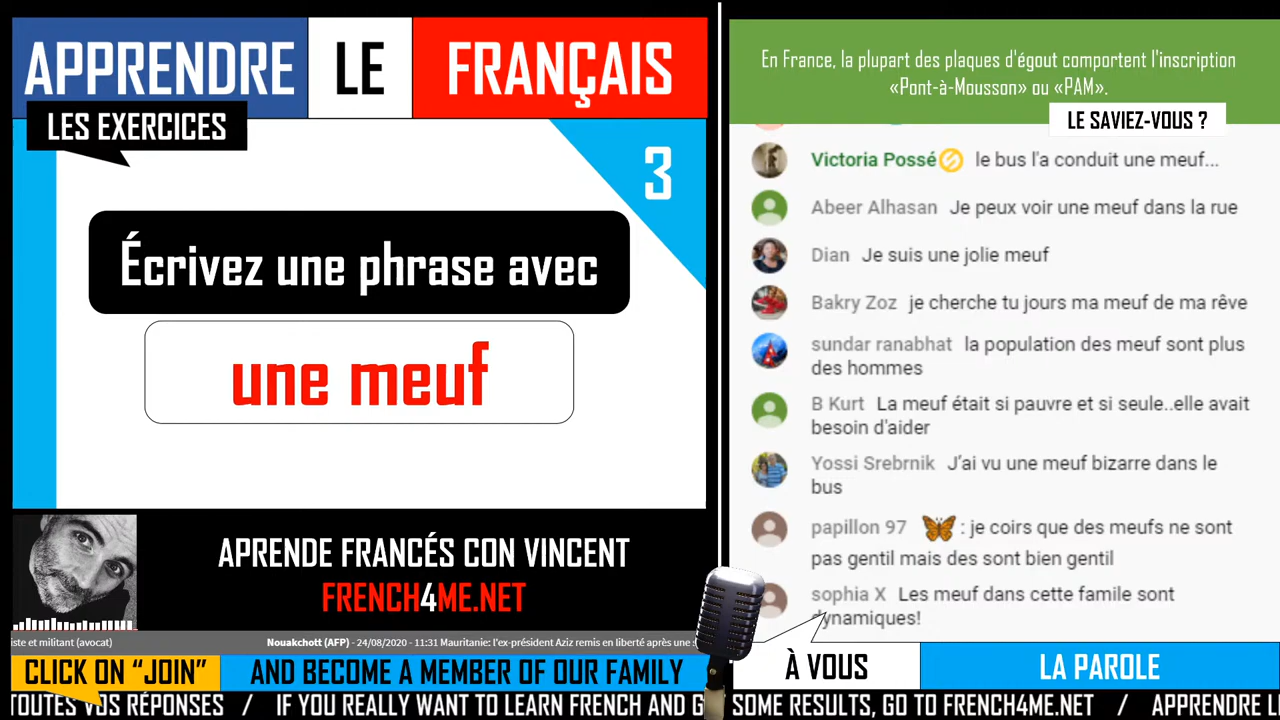 APPRENDRE LE FRANÇAIS
LES EXERCICES
3
Écrivez une phrase avec
une meuf
APRENDE FRANCÉS CON VINCENT
FRENCH4ME.NET
iste et militant (avocat)
Nouakchott (AFP) - 24/08/2020 - 11:31 Mauritanie: l'ex-président Aziz remis en liberté après une
CLICK ON “JOIN”
AND BECOME A MEMBER OF OUR FAMILY
En France, la plupart des plaques d'égout comportent l'inscription
«Pont-à-Mousson» ou «PAM».
LE SAVIEZ-VOUS ?
Victoria Possé le bus l'a conduit une meuf...
Abeer Alhasan Je peux voir une meuf dans la rue
Dian Je suis une jolie meuf
Bakry Zoz je cherche tu jours ma meuf de ma rêve
sundar ranabhat la population des meuf sont plus
des hommes
B Kurt La meuf était si pauvre et si seule..elle avait
besoin d'aider
Yossi Srebrnik J'ai vu une meuf bizarre dans le
bus
papillon 97 : je coirs que des meufs ne sont
pas gentil mais des sont bien gentil
sophia X Les meuf dans cette famile sont
dynamiques!
À VOUS
LA PAROLE
TOUTES VOS RÉPONSES / IF YOU REALLY WANT TO LEARN FRENCH AND G SOME RESULTS, GO TO FRENCH4ME.NET / APPRENDRE L